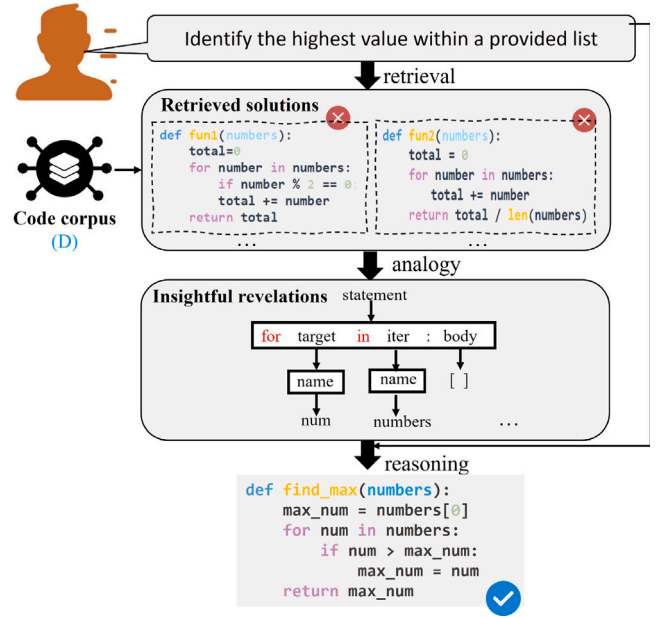 Identify the highest value within a provided list
retrieval
Retrieved solutions
def fun1(numbers):
total=0
for number in numbers:
if number % 2 == 0:
total += number
return total
...
def fun2(numbers):
total = 0
for number in numbers:
total += number
return total / len(numbers)
...
Code corpus
(D)
analogy
Insightful revelations
statement
for target in iter : body
name name [ ]
num numbers ...
reasoning
def find_max(numbers):
max_num = numbers[0]
for num in numbers:
if num > max_num:
max_num = num
return max_num